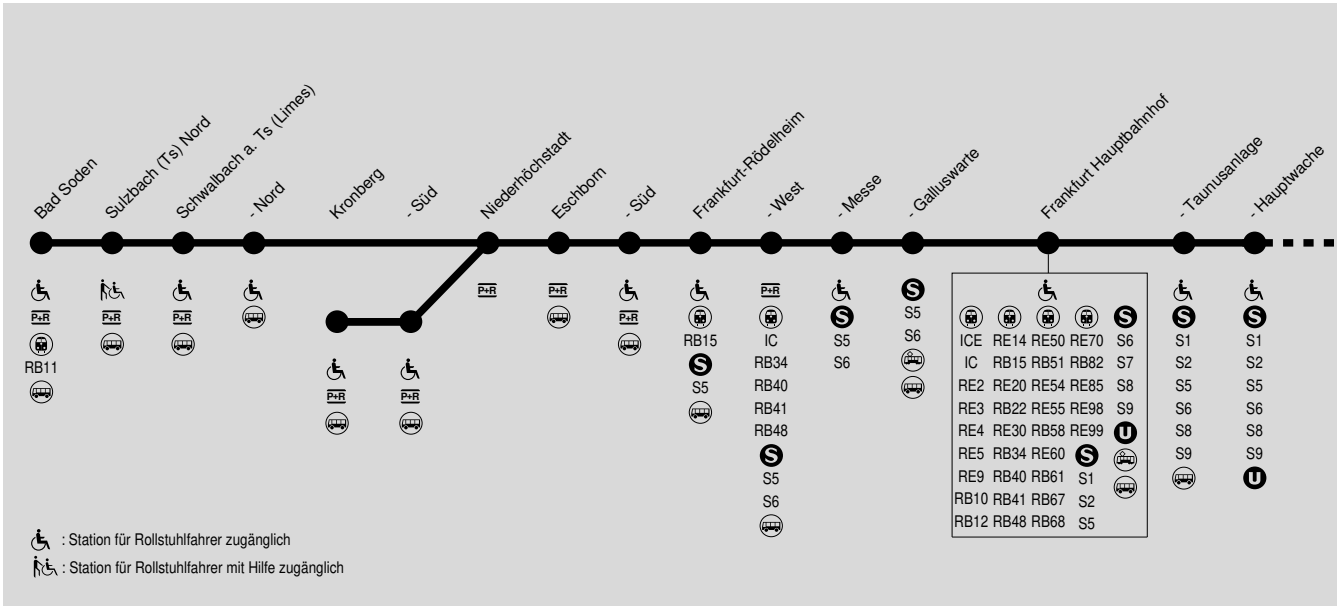 Bad Soden
Sulzbach (Ts) Nord
Schwalbach a. Ts (Limes)
- Nord
Kronberg
- Süd
Niederhöchstadt
Eschborn
- Süd
Frankfurt-Rödelheim
- West
- Messe
- Galluswarte
Frankfurt Hauptbahnhof
- Taunusanlage
- Hauptwache
P+R
RB11
P+R
P+R
P+R
P+R
P+R
P+R
P+R
RB15
S
S5
P+R
IC
RB34
RB40
RB41
RB48
S
S5
S6
S
S5
S6
S
S5
S6
ICE
IC
RE2
RE3
RE4
RE5
RE9
RB10
RB12
RE14
RB15
RE20
RB22
RE30
RB34
RB40
RB41
RB48
RE50
RB51
RE54
RE55
RB58
RE60
RB61
RB67
RB68
RE70
RB82
RE85
RE98
RE99
S
S1
S2
S5
S
S6
S7
S8
S9
U
S
S1
S2
S5
S6
S8
S9
S
S1
S2
S5
S6
S8
S9
U
: Station für Rollstuhlfahrer zugänglich
: Station für Rollstuhlfahrer mit Hilfe zugänglich